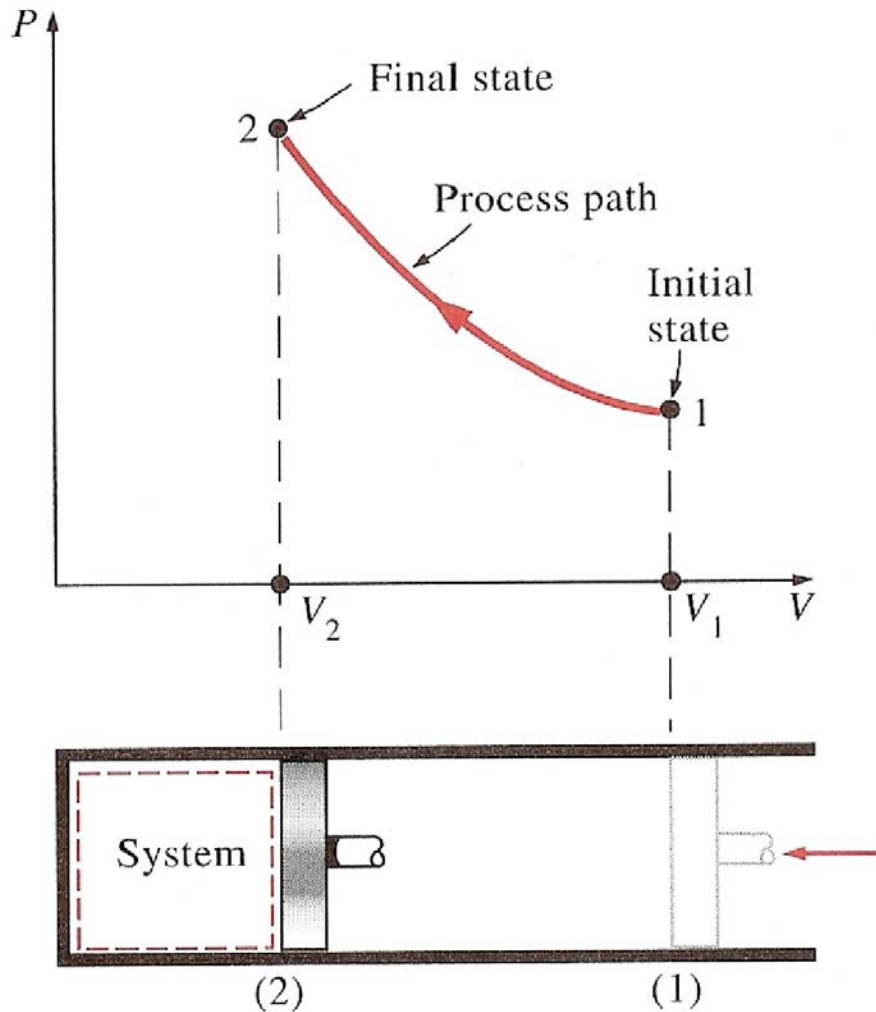 P
Final state
2
Process path
Initial
state
1
V₂
V₁
V
System
(2)
(1)